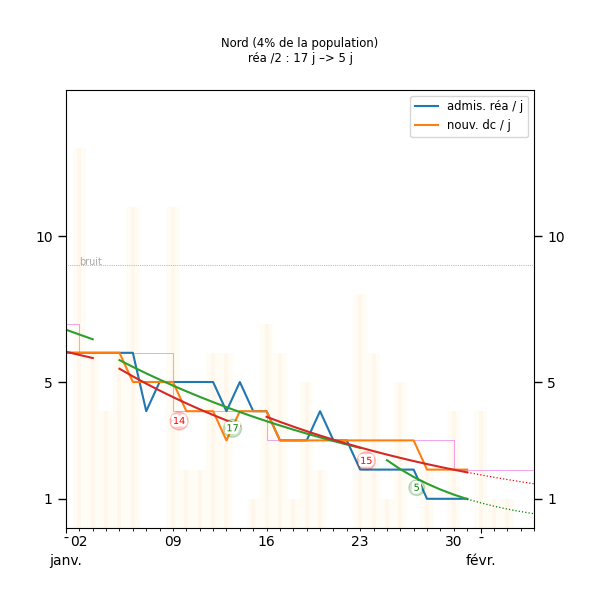 Nord (4% de la population)
réa /2 : 17 j –> 5 j
admis. réa / j
nouv. dc / j
10
10
bruit
5
5
14
17
15
5
1
1
02
09
16
23
30
janv.
févr.